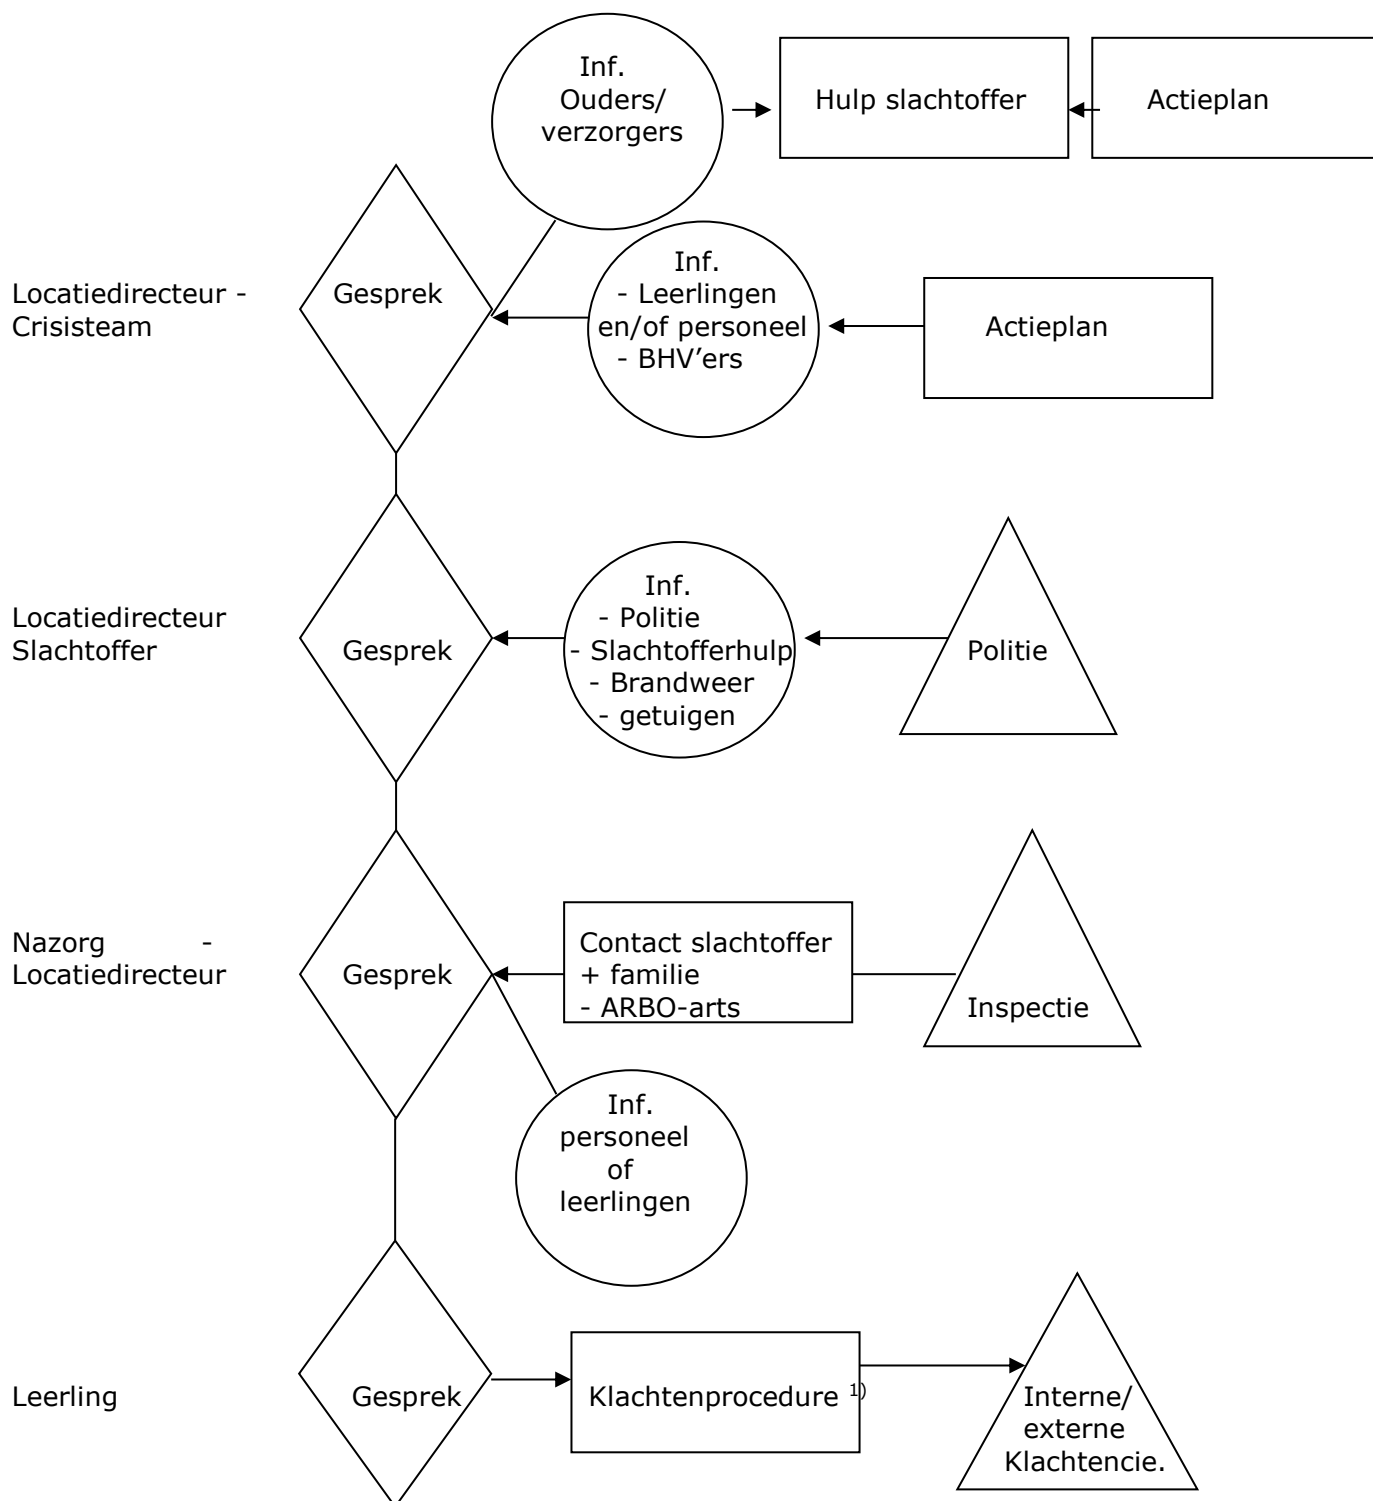 Inf.
Ouders/
verzorgers
Hulp slachtoffer
Actieplan
Locatiedirecteur -
Crisisteam
Gesprek
Inf.
- Leerlingen
en/of personeel
- BHV'ers
Actieplan
Locatiedirecteur
Slachtoffer
Gesprek
Inf.
- Politie
- Slachtofferhulp
- Brandweer
- getuigen
Politie
Nazorg -
Locatiedirecteur
Gesprek
Contact slachtoffer
+ familie
- ARBO-arts
Inspectie
Inf.
personeel
of
leerlingen
Leerling
Gesprek
Klachtenprocedure 1)
Interne/
externe
Klachtencie.